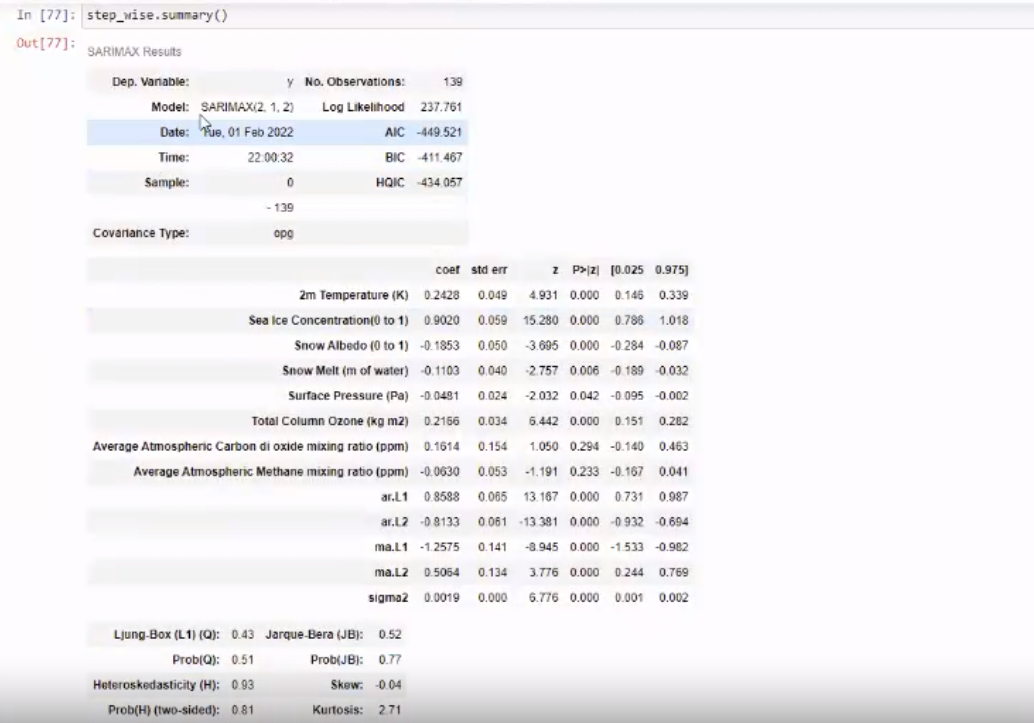 In [77]: step_wise.summary()
Out[77]: SARIMAX Results
Dep. Variable: y No. Observations: 139
Model: SARIMAX(2, 1, 2) Log Likelihood 237.761
Date: Tue, 01 Feb 2022 AIC -449.521
Time: 22:00:32 BIC -411.467
Sample: 0 HQIC -434.057
- 139
Covariance Type: opg
coef std err z P>|z| [0.025 0.975]
2m Temperature (K) 0.2428 0.049 4.931 0.000 0.146 0.339
Sea Ice Concentration(0 to 1) 0.9020 0.059 15.280 0.000 0.786 1.018
Snow Albedo (0 to 1) -0.1853 0.050 -3.695 0.000 -0.284 -0.087
Snow Melt (m of water) -0.1103 0.040 -2.757 0.006 -0.189 -0.032
Surface Pressure (Pa) -0.0481 0.024 -2.032 0.042 -0.095 -0.002
Total Column Ozone (kg m2) 0.2166 0.034 6.442 0.000 0.151 0.282
Average Atmospheric Carbon di oxide mixing ratio (ppm) 0.1614 0.154 1.050 0.294 -0.140 0.463
Average Atmospheric Methane mixing ratio (ppm) -0.0630 0.053 -1.191 0.233 -0.167 0.041
ar.L1 0.8588 0.065 13.167 0.000 0.731 0.987
ar.L2 -0.8133 0.061 -13.381 0.000 -0.932 -0.694
ma.L1 -1.2575 0.141 -8.945 0.000 -1.533 -0.982
ma.L2 0.5064 0.134 3.776 0.000 0.244 0.769
sigma2 0.0019 0.000 6.776 0.000 0.001 0.002
Ljung-Box (L1) (Q): 0.43 Jarque-Bera (JB): 0.52
Prob(Q): 0.51 Prob(JB): 0.77
Heteroskedasticity (H): 0.93 Skew: -0.04
Prob(H) (two-sided): 0.81 Kurtosis: 2.71